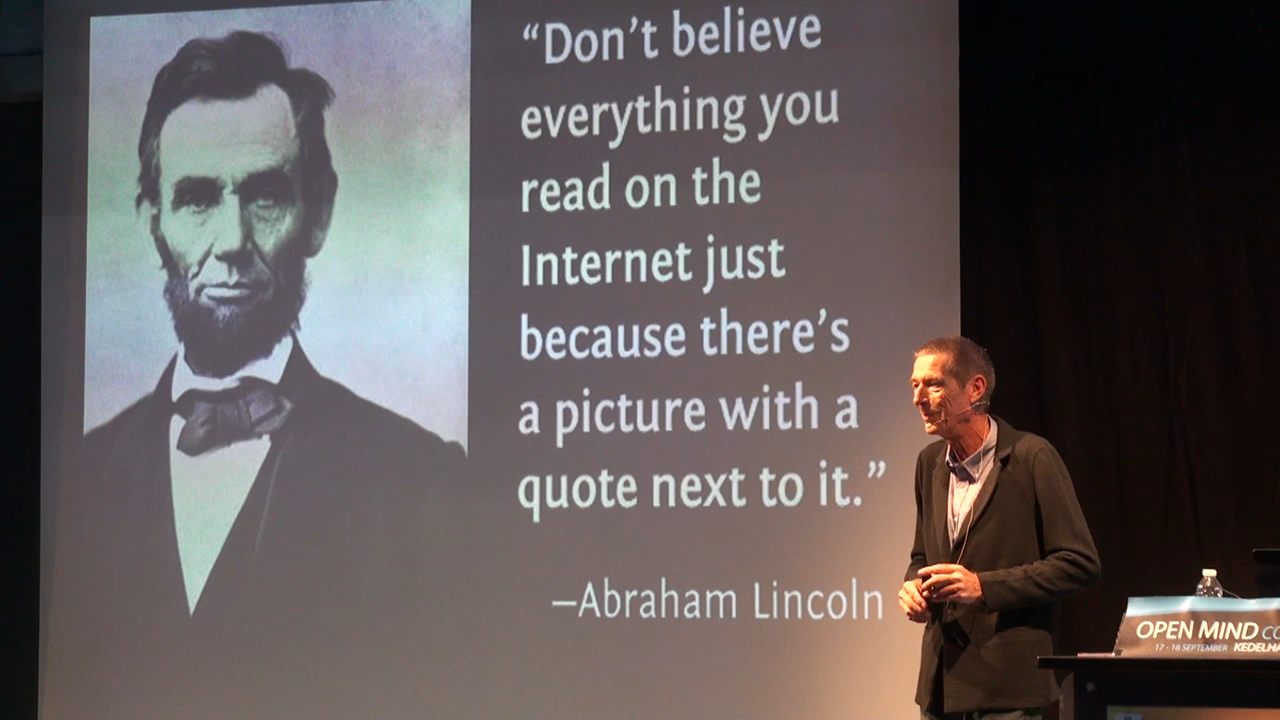 “Don’t believe
everything you
read on the
Internet just
because there’s
a picture with a
quote next to it.”
–Abraham Lincoln
OPEN MIND
17 - 18 SEPTEMBER